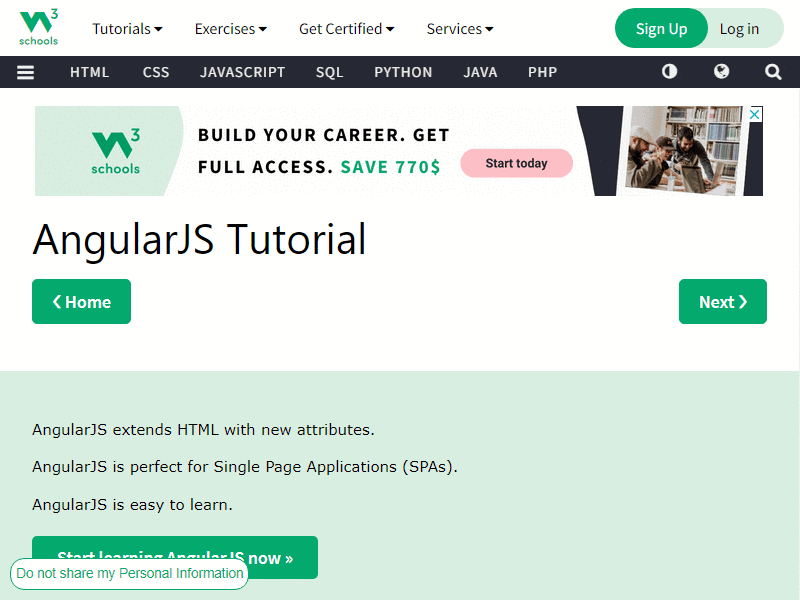 3
schools
Tutorials Exercises Get Certified Services Sign Up Log in
HTML CSS JAVASCRIPT SQL PYTHON JAVA PHP
3
schools
BUILD YOUR CAREER. GET
FULL ACCESS. SAVE 770$
Start today
AngularJS Tutorial
❮ Home
Next ❯
AngularJS extends HTML with new attributes.
AngularJS is perfect for Single Page Applications (SPAs).
AngularJS is easy to learn.
Start learning AngularJS now »
Do not share my Personal Information